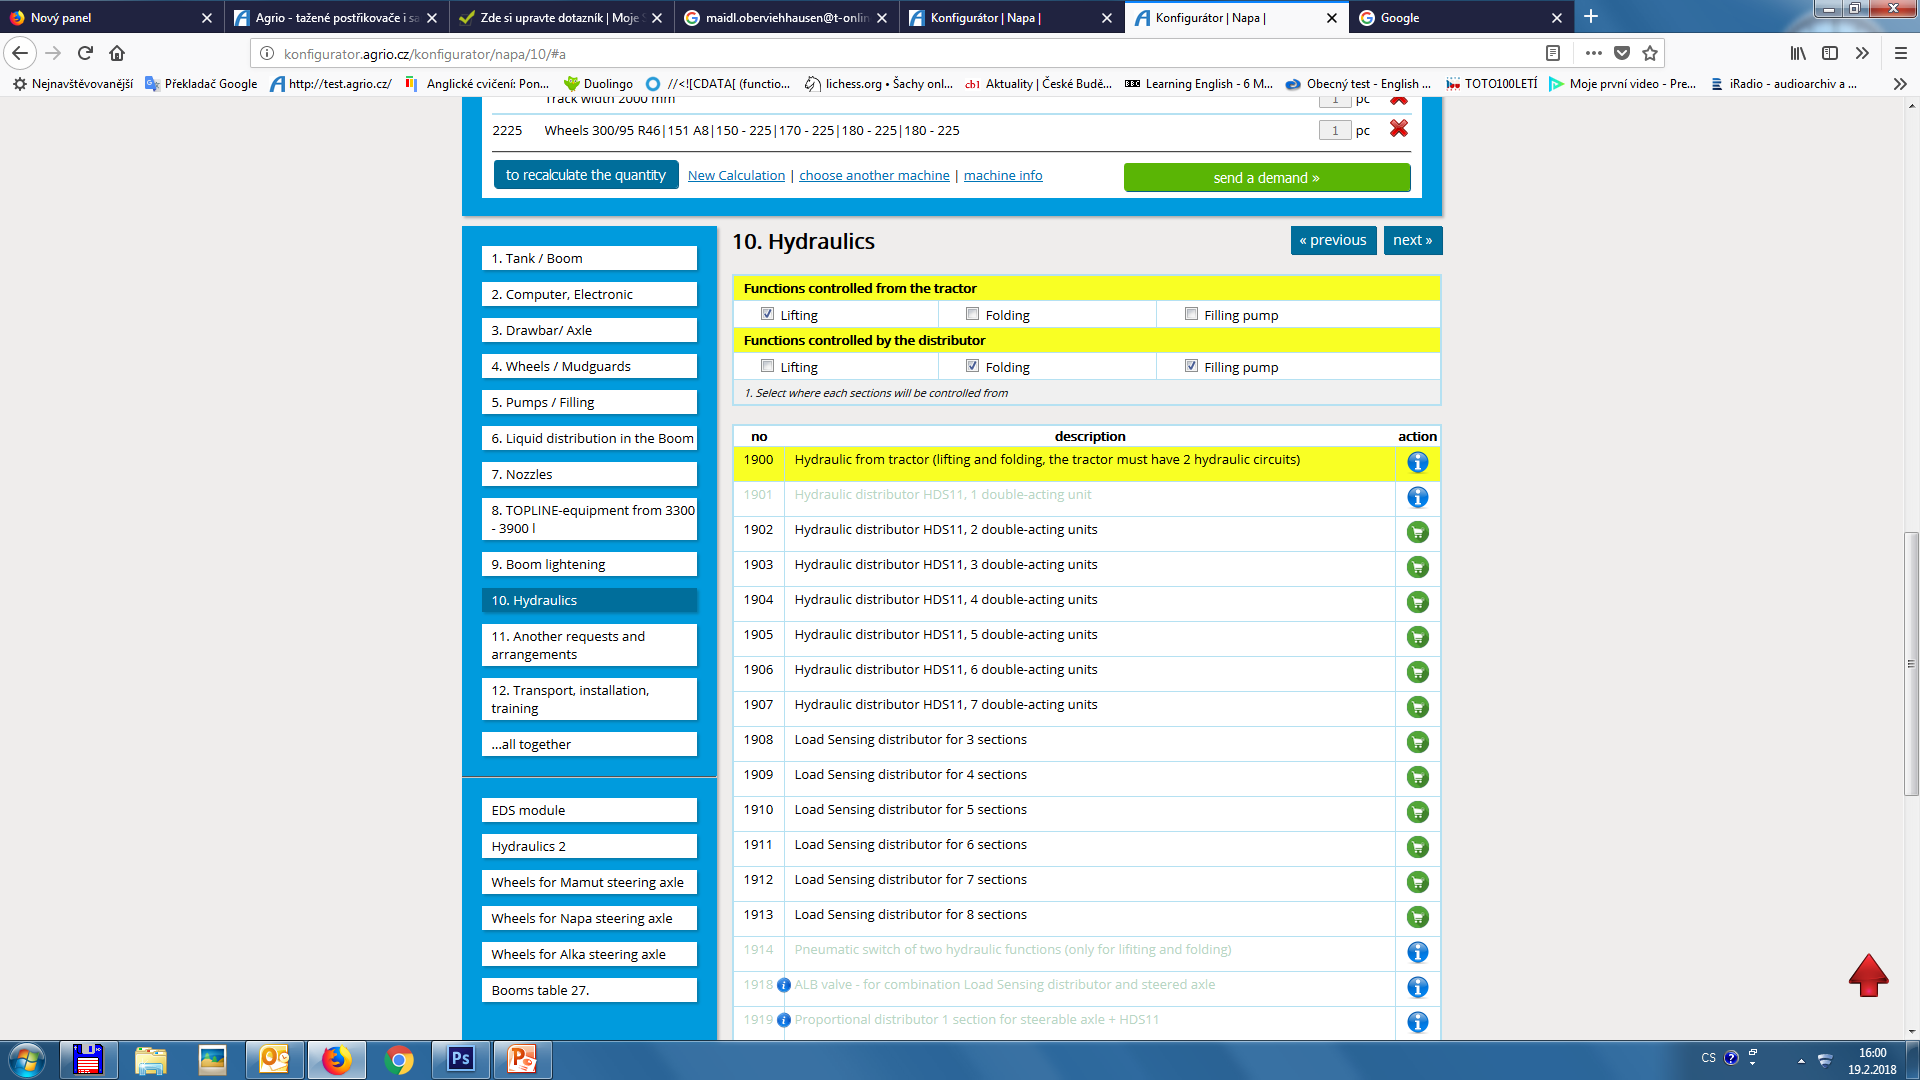 Nový panel
Agrio - tažené postřikovače i sa
Zde si upravte dotazník | Moje
maidl.oberviehhausen@t-onlin
Konfigurátor | Napa |
Konfigurátor | Napa |
Google
konfigurator.agrio.cz/konfigurator/napa/10/#a
Nejnavštěvovanější
Překladač Google
http://test.agrio.cz/
Anglické cvičení: Pon...
Duolingo
//<![CDATA[ (functio...
lichess.org • Šachy onl...
Aktuality | České Budě...
Learning English - 6 M...
Obecný test - English ...
TOTO100LETÍ
Moje první video - Pre...
iRadio - audioarchiv a ...
Track width 2000 mm 1 pc
2225 Wheels 300/95 R46|151 A8|150 - 225|170 - 225|180 - 225|180 - 225 1 pc
to recalculate the quantity New Calculation | choose another machine | machine info send a demand »
1. Tank / Boom
2. Computer, Electronic
3. Drawbar/ Axle
4. Wheels / Mudguards
5. Pumps / Filling
6. Liquid distribution in the Boom
7. Nozzles
8. TOPLINE-equipment from 3300
- 3900 l
9. Boom lightening
10. Hydraulics
11. Another requests and
arrangements
12. Transport, installation,
training
...all together
EDS module
Hydraulics 2
Wheels for Mamut steering axle
Wheels for Napa steering axle
Wheels for Alka steering axle
Booms table 27.
10. Hydraulics « previous next »
Functions controlled from the tractor
Lifting Folding Filling pump
Functions controlled by the distributor
Lifting Folding Filling pump
1. Select where each sections will be controlled from
no description action
1900 Hydraulic from tractor (lifting and folding, the tractor must have 2 hydraulic circuits)
1901 Hydraulic distributor HDS11, 1 double-acting unit
1902 Hydraulic distributor HDS11, 2 double-acting units
1903 Hydraulic distributor HDS11, 3 double-acting units
1904 Hydraulic distributor HDS11, 4 double-acting units
1905 Hydraulic distributor HDS11, 5 double-acting units
1906 Hydraulic distributor HDS11, 6 double-acting units
1907 Hydraulic distributor HDS11, 7 double-acting units
1908 Load Sensing distributor for 3 sections
1909 Load Sensing distributor for 4 sections
1910 Load Sensing distributor for 5 sections
1911 Load Sensing distributor for 6 sections
1912 Load Sensing distributor for 7 sections
1913 Load Sensing distributor for 8 sections
1914 Pneumatic switch of two hydraulic functions (only for lifiting and folding)
1918 ALB valve - for combination Load Sensing distributor and steered axle
1919 Proportional distributor 1 section for steerable axle + HDS11
CS
16:00
19.2.2018